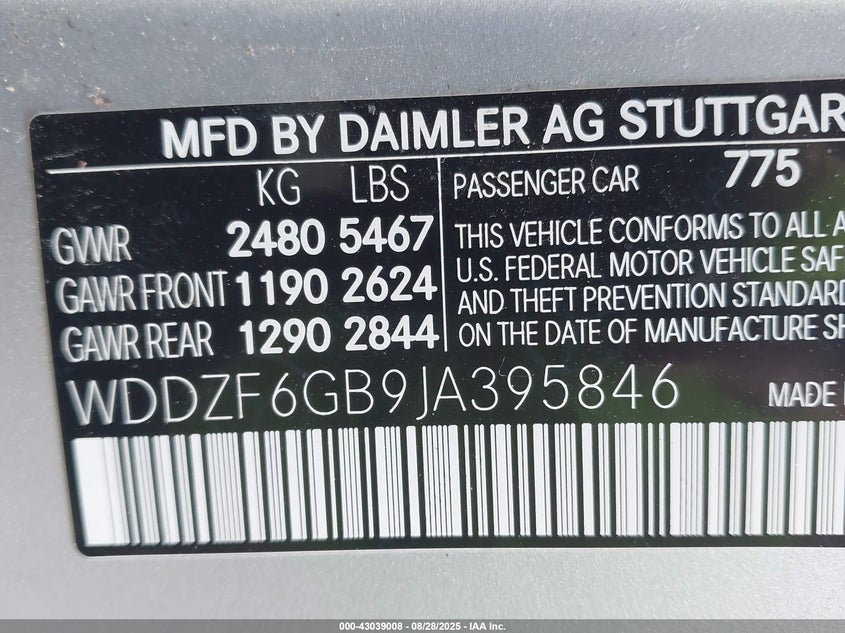 MFD BY DAIMLER AG STUTTGAR
KG LBS
GVWR 2480 5467
GAWR FRONT 1190 2624
GAWR REAR 1290 2844
PASSENGER CAR 775
THIS VEHICLE CONFORMS TO ALL A
U.S. FEDERAL MOTOR VEHICLE SAF
AND THEFT PREVENTION STANDARD
ON THE DATE OF MANUFACTURE SH
WDDZF6GB9JA395846 MADE
000-43039008 - 08/28/2025 - IAA Inc.